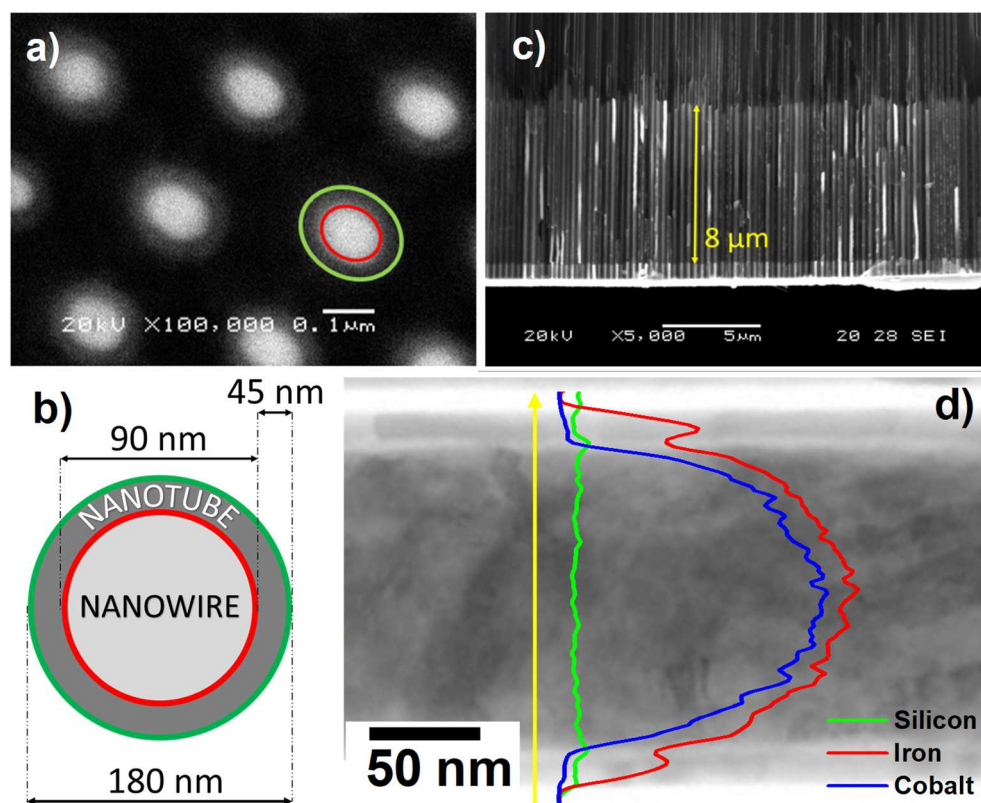 a)
20kV X100,000 0.1μm
c)
8 μm
20kV X5,000 5μm 20 28 SEI
b)
45 nm
90 nm
NANOTUBE
NANOWIRE
180 nm
d)
50 nm
Silicon
Iron
Cobalt